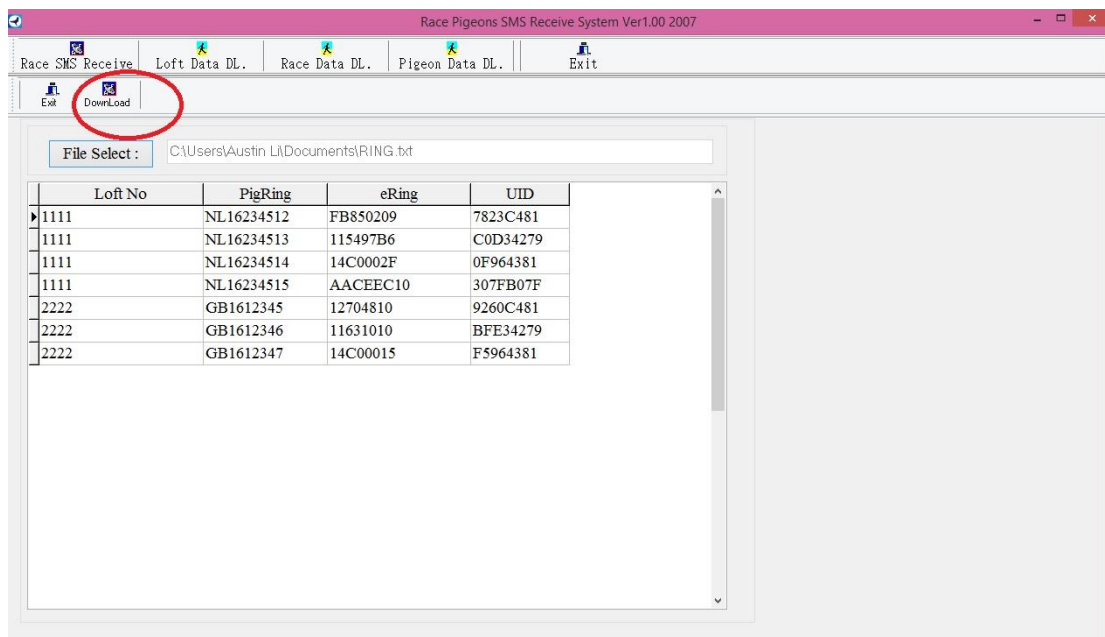 Race Pigeons SMS Receive System Ver1.00 2007
Race SMS Receive Loft Data DL. Race Data DL. Pigeon Data DL. Exit
Exit DownLoad
File Select : C:\Users\Austin Li\Documents\RING.txt
Loft No PigRing eRing UID
1111 NL16234512 FB850209 7823C481
1111 NL16234513 115497B6 C0D34279
1111 NL16234514 14C0002F 0F964381
1111 NL16234515 AACEEC10 307FB07F
2222 GB1612345 12704810 9260C481
2222 GB1612346 11631010 BFE34279
2222 GB1612347 14C00015 F5964381